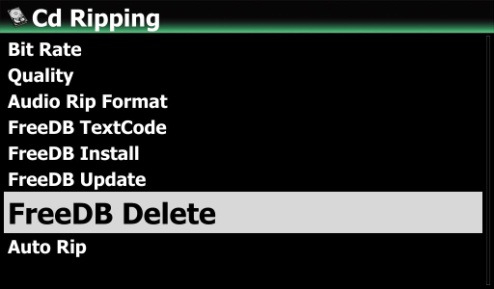 Cd Ripping
Bit Rate
Quality
Audio Rip Format
FreeDB TextCode
FreeDB Install
FreeDB Update
FreeDB Delete
Auto Rip